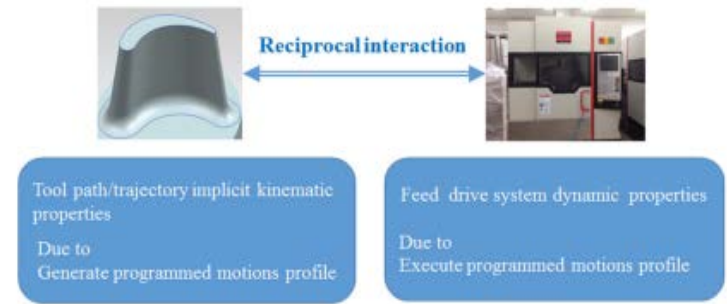 Reciprocal interaction
Tool path/trajectory implicit kinematic
properties
Due to
Generate programmed motions profile
Feed drive system dynamic properties
Due to
Execute programmed motions profile